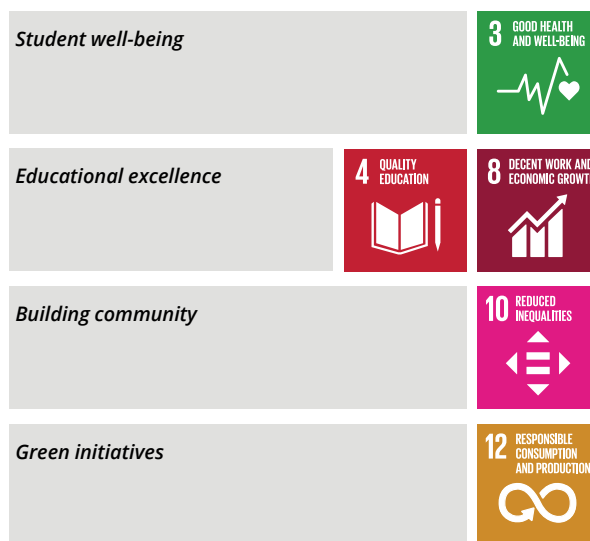 Student well-being
3 GOOD HEALTH
AND WELL-BEING
Educational excellence
4 QUALITY
EDUCATION
8 DECENT WORK AND
ECONOMIC GROWT
Building community
10 REDUCED
INEQUALITIES
Green initiatives
12 RESPONSIBLE
CONSUMPTION
AND PRODUCTION